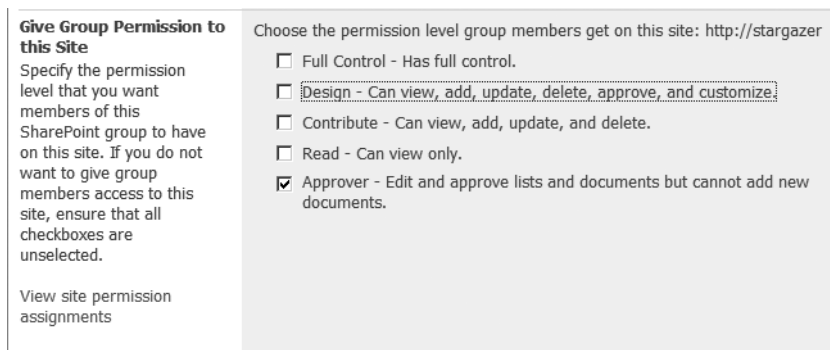 Give Group Permission to
this Site
Specify the permission
level that you want
members of this
SharePoint group to have
on this site. If you do not
want to give group
members access to this
site, ensure that all
checkboxes are
unselected.
View site permission
assignments
Choose the permission level group members get on this site: http://stargazer
Full Control - Has full control.
Design - Can view, add, update, delete, approve, and customize.
Contribute - Can view, add, update, and delete.
Read - Can view only.
Approver - Edit and approve lists and documents but cannot add new
documents.